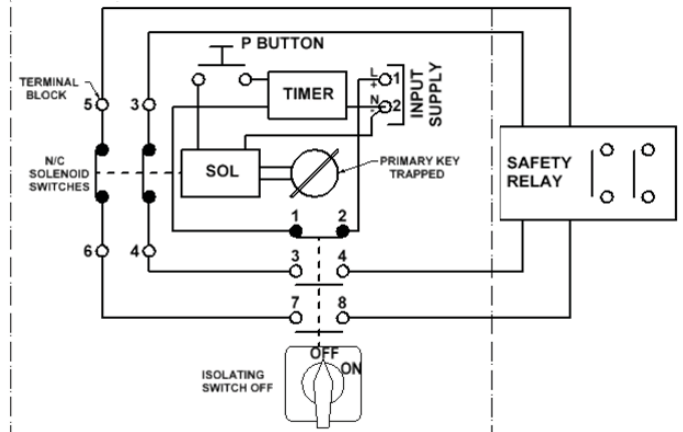 P BUTTON
TERMINAL
BLOCK
5
3
TIMER
L
+
1
N
-
2
INPUT
SUPPLY
N/C
SOLENOID
SWITCHES
SOL
PRIMARY KEY
TRAPPED
SAFETY
RELAY
1
2
6
4
3
4
7
8
OFF
ON
ISOLATING
SWITCH OFF